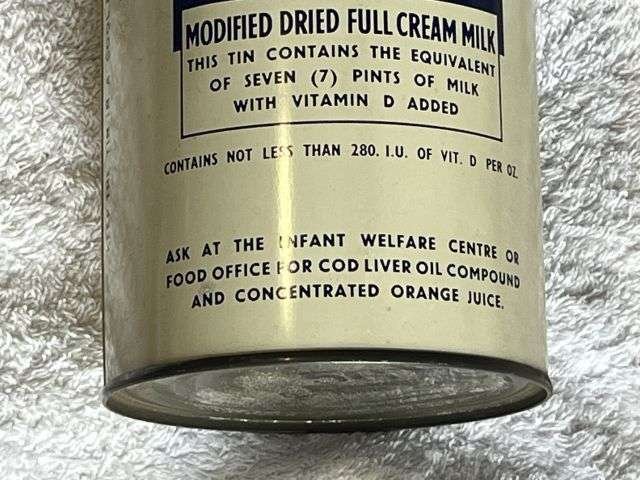 MODIFIED DRIED FULL CREAM MILK
THIS TIN CONTAINS THE EQUIVALENT
OF SEVEN (7) PINTS OF MILK
WITH VITAMIN D ADDED
CONTAINS NOT LESS THAN 280. I.U. OF VIT. D PER OZ.
ASK AT THE INFANT WELFARE CENTRE OR
FOOD OFFICE FOR COD LIVER OIL COMPOUND
AND CONCENTRATED ORANGE JUICE.